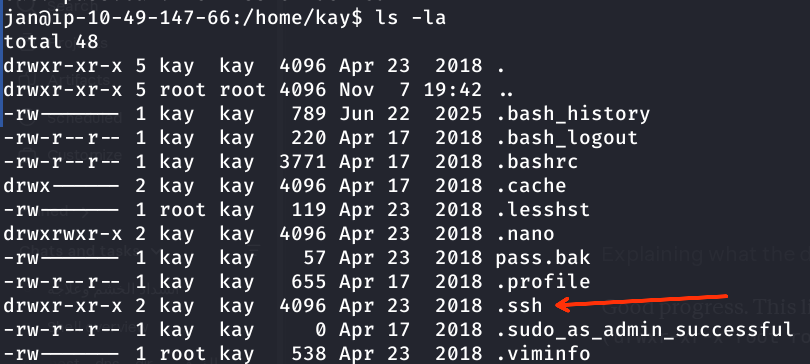 jan@ip-10-49-147-66:/home/kay$ ls -la
total 48
drwxr-xr-x 5 kay  kay  4096 Apr 23  2018 .
drwxr-xr-x 5 root root 4096 Nov  7 19:42 ..
-rw------- 1 kay  kay   789 Jun 22  2025 .bash_history
-rw-r--r-- 1 kay  kay   220 Apr 17  2018 .bash_logout
-rw-r--r-- 1 kay  kay  3771 Apr 17  2018 .bashrc
drwx------ 2 kay  kay  4096 Apr 17  2018 .cache
-rw------- 1 root kay   119 Apr 23  2018 .lesshst
drwxrwxr-x 2 kay  kay  4096 Apr 23  2018 .nano
-rw------- 1 kay  kay    57 Apr 23  2018 pass.bak
-rw-r--r-- 1 kay  kay   655 Apr 17  2018 .profile
drwxr-xr-x 2 kay  kay  4096 Apr 23  2018 .ssh
-rw-r--r-- 1 kay  kay     0 Apr 17  2018 .sudo_as_admin_successful
-rw------- 1 root kay   538 Apr 23  2018 .viminfo
Explaining what the d
Good progress. This l